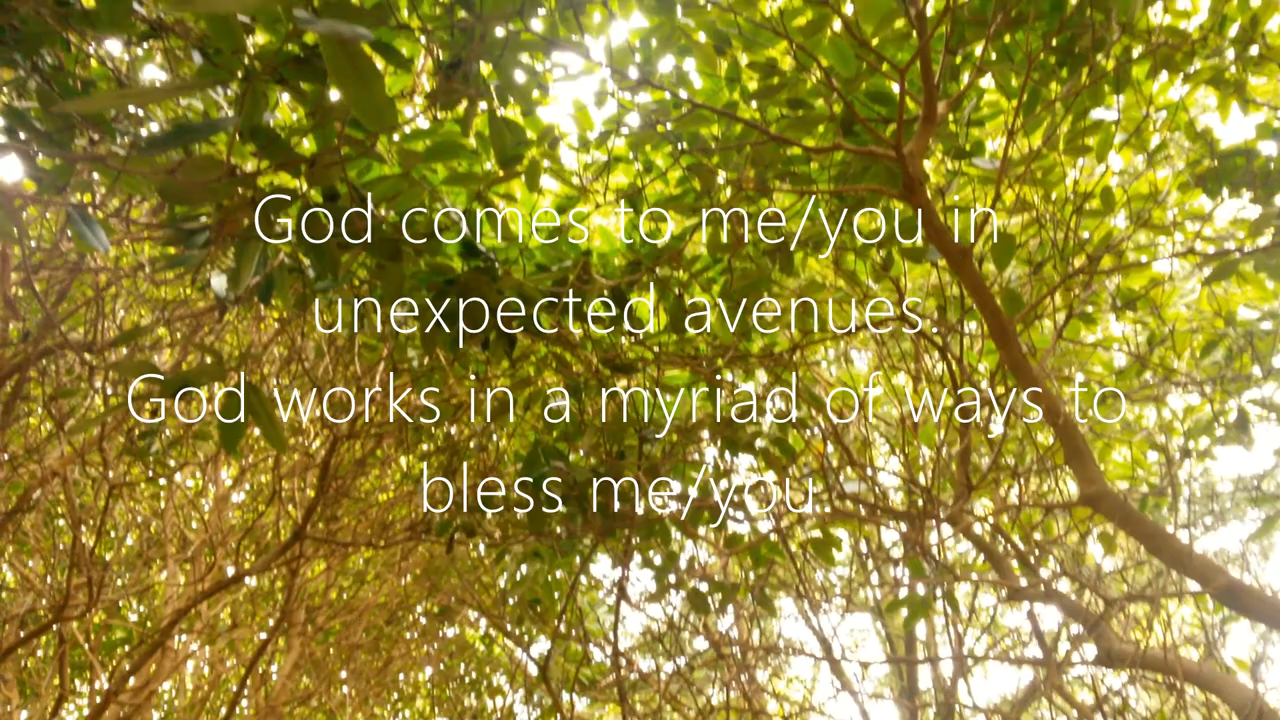 God comes to me/you in
unexpected avenues.
God works in a myriad of ways to
bless me/you.